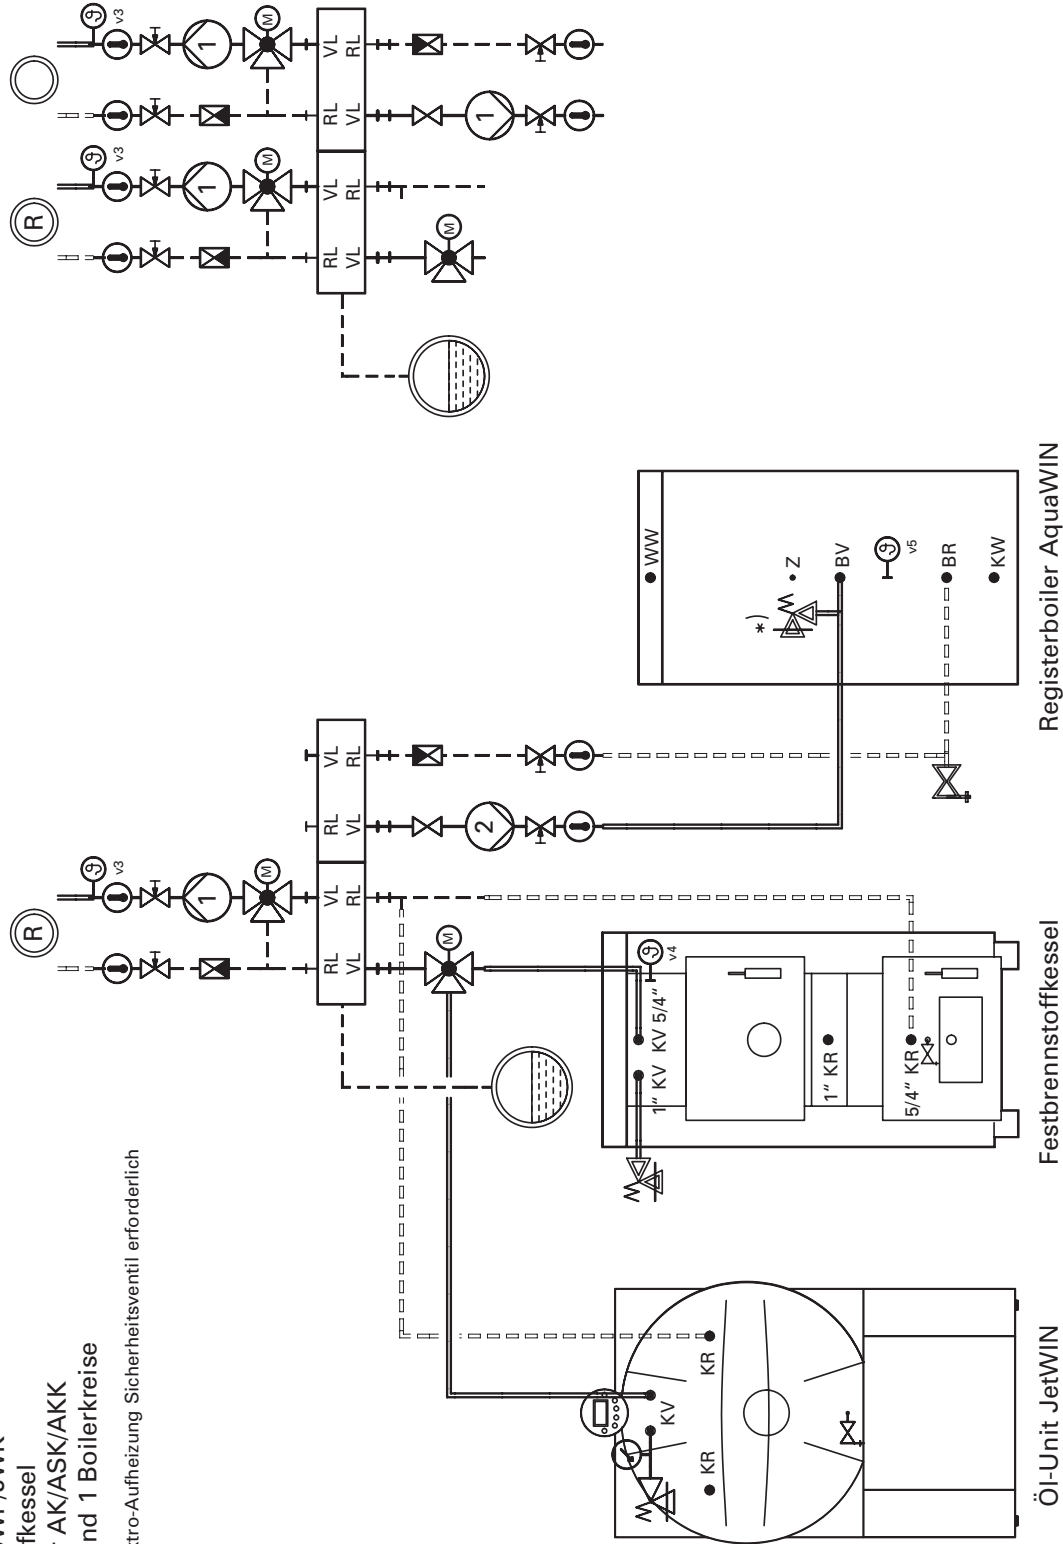 fkessel
AK/ASK/AKK
nd 1 Boilerkreise
tro-Aufheizung Sicherheitsventil erforderlich
R
R
v3
v3
v3
1
1
1
M
M
M
RL VL RL VL
VL RL VL RL
RL VL RL VL
VL RL VL RL
M
M
2
1
KV
KR
KR
1“ KV
KV 5/4“
v4
1“ KR
5/4“ KR
WW
*)
Z
BV
v5
BR
KW
Öl-Unit JetWIN
Festbrennstoffkessel
Registerboiler AquaWIN